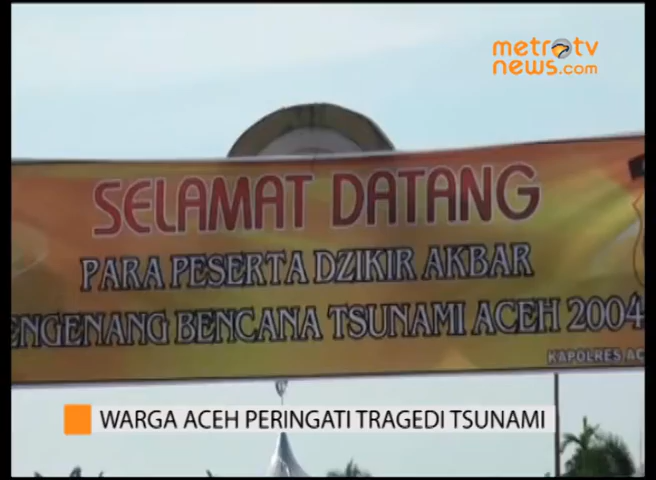 metrotv
news.com
SELAMAT DATANG
PARA PESERTA DZIKIR AKBAR
ENGENANG BENCANA TSUNAMI ACEH 2004
KAPOLRES AC
WARGA ACEH PERINGATI TRAGEDI TSUNAMI